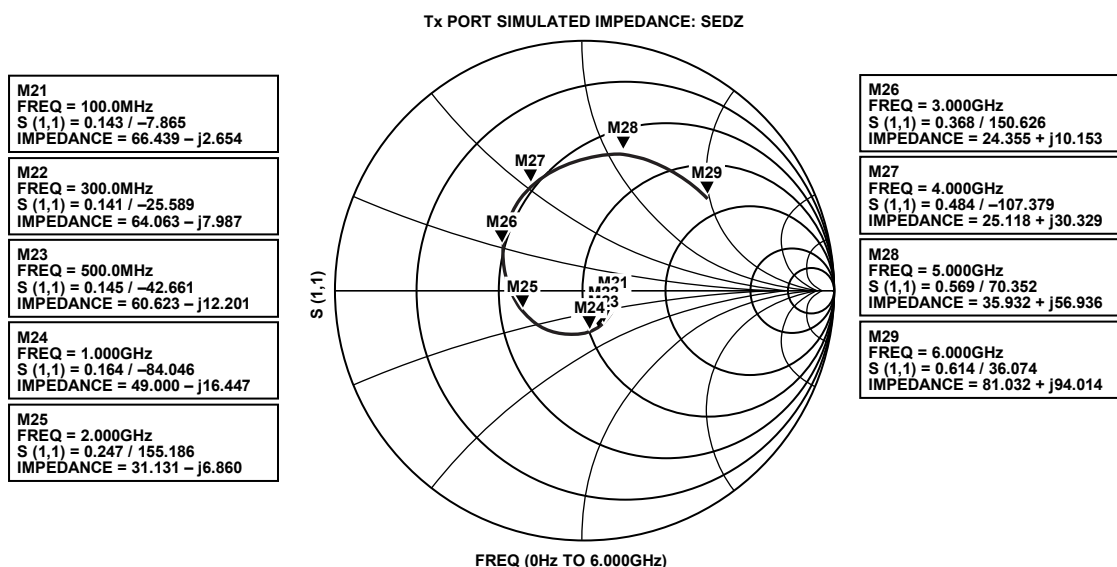 Tx PORT SIMULATED IMPEDANCE: SEDZ
M21
FREQ = 100.0MHz
S (1,1) = 0.143 / –7.865
IMPEDANCE = 66.439 – j2.654
M22
FREQ = 300.0MHz
S (1,1) = 0.141 / –25.589
IMPEDANCE = 64.063 – j7.987
M23
FREQ = 500.0MHz
S (1,1) = 0.145 / –42.661
IMPEDANCE = 60.623 – j12.201
M24
FREQ = 1.000GHz
S (1,1) = 0.164 / –84.046
IMPEDANCE = 49.000 – j16.447
M25
FREQ = 2.000GHz
S (1,1) = 0.247 / 155.186
IMPEDANCE = 31.131 – j6.860
S (1,1)
M28
M27
M29
M26
M25
M21
M24
FREQ (0Hz TO 6.000GHz)
M26
FREQ = 3.000GHz
S (1,1) = 0.368 / 150.626
IMPEDANCE = 24.355 + j10.153
M27
FREQ = 4.000GHz
S (1,1) = 0.484 / –107.379
IMPEDANCE = 25.118 + j30.329
M28
FREQ = 5.000GHz
S (1,1) = 0.569 / 70.352
IMPEDANCE = 35.932 + j56.936
M29
FREQ = 6.000GHz
S (1,1) = 0.614 / 36.074
IMPEDANCE = 81.032 + j94.014